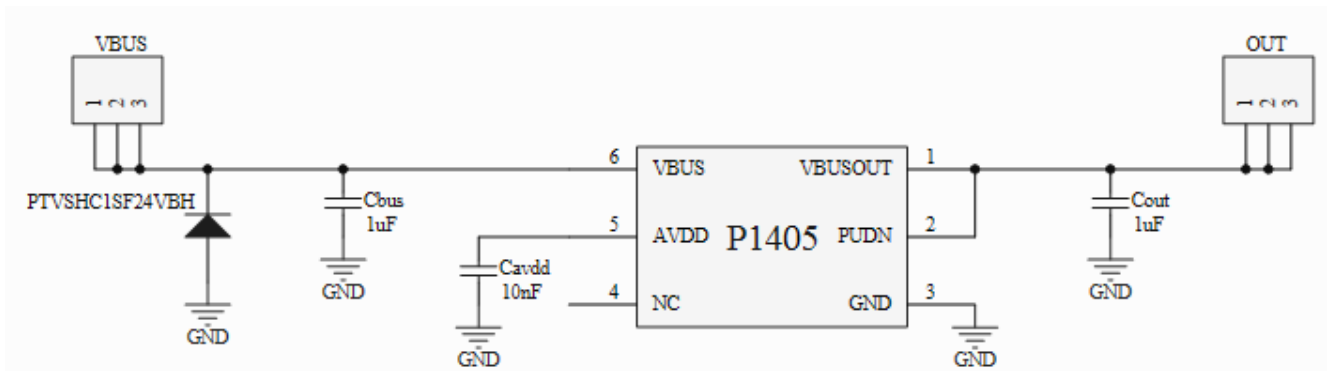 VBUS
1 2 3
OUT
1 2 3
PTVSHC1SF24VBH
GND
Cbus
1uF
GND
Cavdd
10nF
GND
6 VBUS
5 AVDD
4 NC
P1405
VBUSOUT 1
PUDN 2
GND 3
GND
Cout
1uF
GND